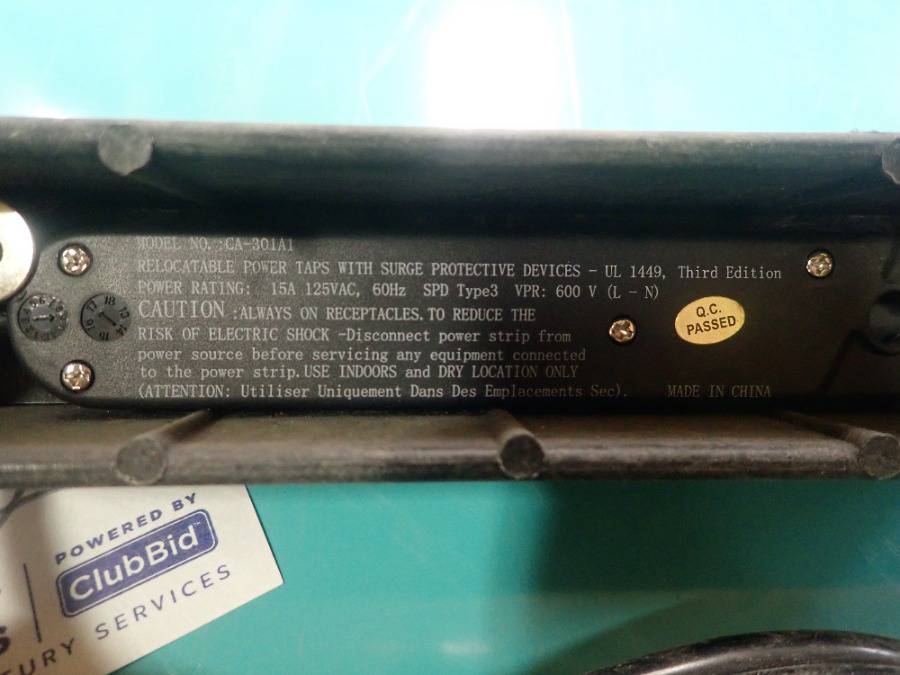 MODEL NO.:CA-301A1
RELOCATABLE POWER TAPS WITH SURGE PROTECTIVE DEVICES - UL 1449, Third Edition
POWER RATING: 15A 125VAC, 60Hz SPD Type3 VPR: 600 V (L - N)
CAUTION :ALWAYS ON RECEPTACLES. TO REDUCE THE
RISK OF ELECTRIC SHOCK -Disconnect power strip from
power source before servicing any equipment connected
to the power strip. USE INDOORS and DRY LOCATION ONLY
(ATTENTION: Utiliser Uniquement Dans Des Emplacements Sec).
MADE IN CHINA
Q.C.
PASSED
POWERED BY
ClubBid
SERVICES